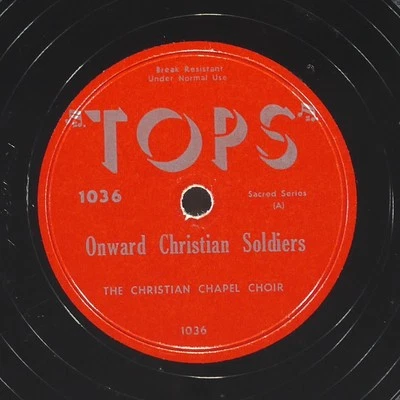 Break Resistant
Under Normal Use
"TOPS"
1036
Sacred Series
(A)
Onward Christian Soldiers
THE CHRISTIAN CHAPEL CHOIR
1036